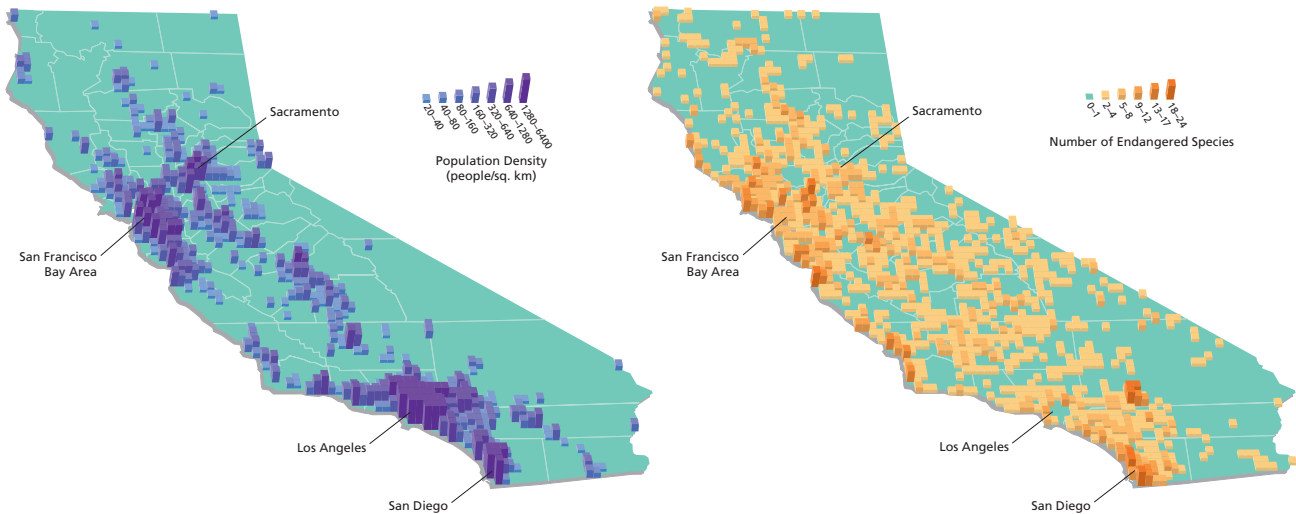 Sacramento
20–40
40–80
80–160
160–320
320–640
640–1280
1280–6400
Population Density
(people/sq. km)
San Francisco
Bay Area
Los Angeles
San Diego
Sacramento
0–1
2–4
5–8
9–12
13–17
18–24
Number of Endangered Species
San Francisco
Bay Area
Los Angeles
San Diego